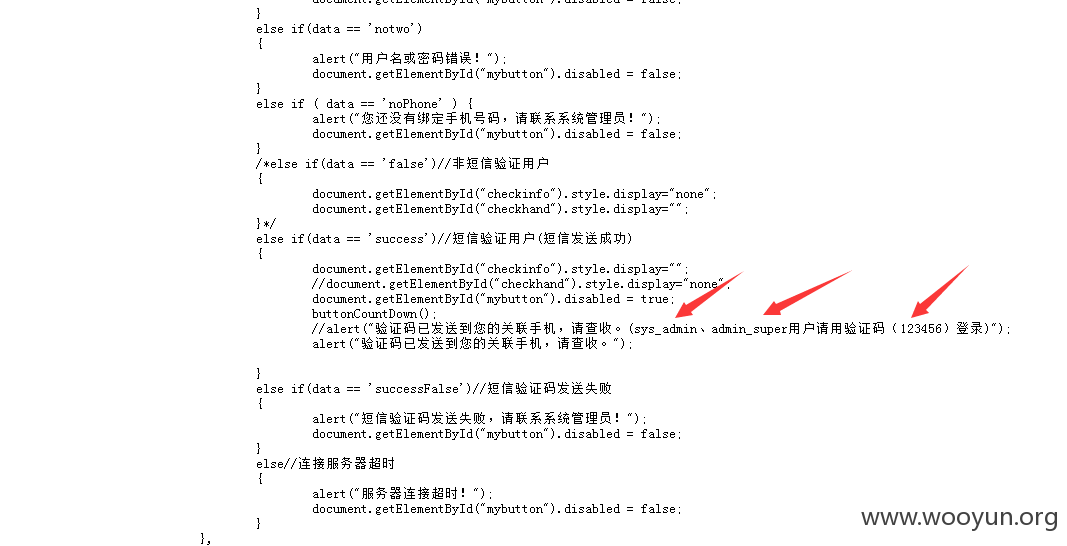 }
else if(data == 'notwo')
{
alert("用户名或密码错误！");
document.getElementById("mybutton").disabled = false;
}
else if ( data == 'noPhone' ) {
alert("您还没有绑定手机号码，请联系系统管理员！");
document.getElementById("mybutton").disabled = false;
}
/*else if(data == 'false')//非短信验证用户
{
document.getElementById("checkinfo").style.display="none";
document.getElementById("checkhand").style.display="";
}*/
else if(data == 'success')//短信验证用户(短信发送成功)
{
document.getElementById("checkinfo").style.display="";
//document.getElementById("checkhand").style.display="none";
document.getElementById("mybutton").disabled = true;
buttonCountDown();
//alert("验证码已发送到您的关联手机，请查收。(sys_admin、admin_super用户请用验证码（123456）登录)");
alert("验证码已发送到您的关联手机，请查收。");
}
else if(data == 'successFalse')//短信验证码发送失败
{
alert("短信验证码发送失败，请联系系统管理员！");
document.getElementById("mybutton").disabled = false;
}
else//连接服务器超时
{
alert("服务器连接超时！");
document.getElementById("mybutton").disabled = false;
}
},
www.wooyun.org